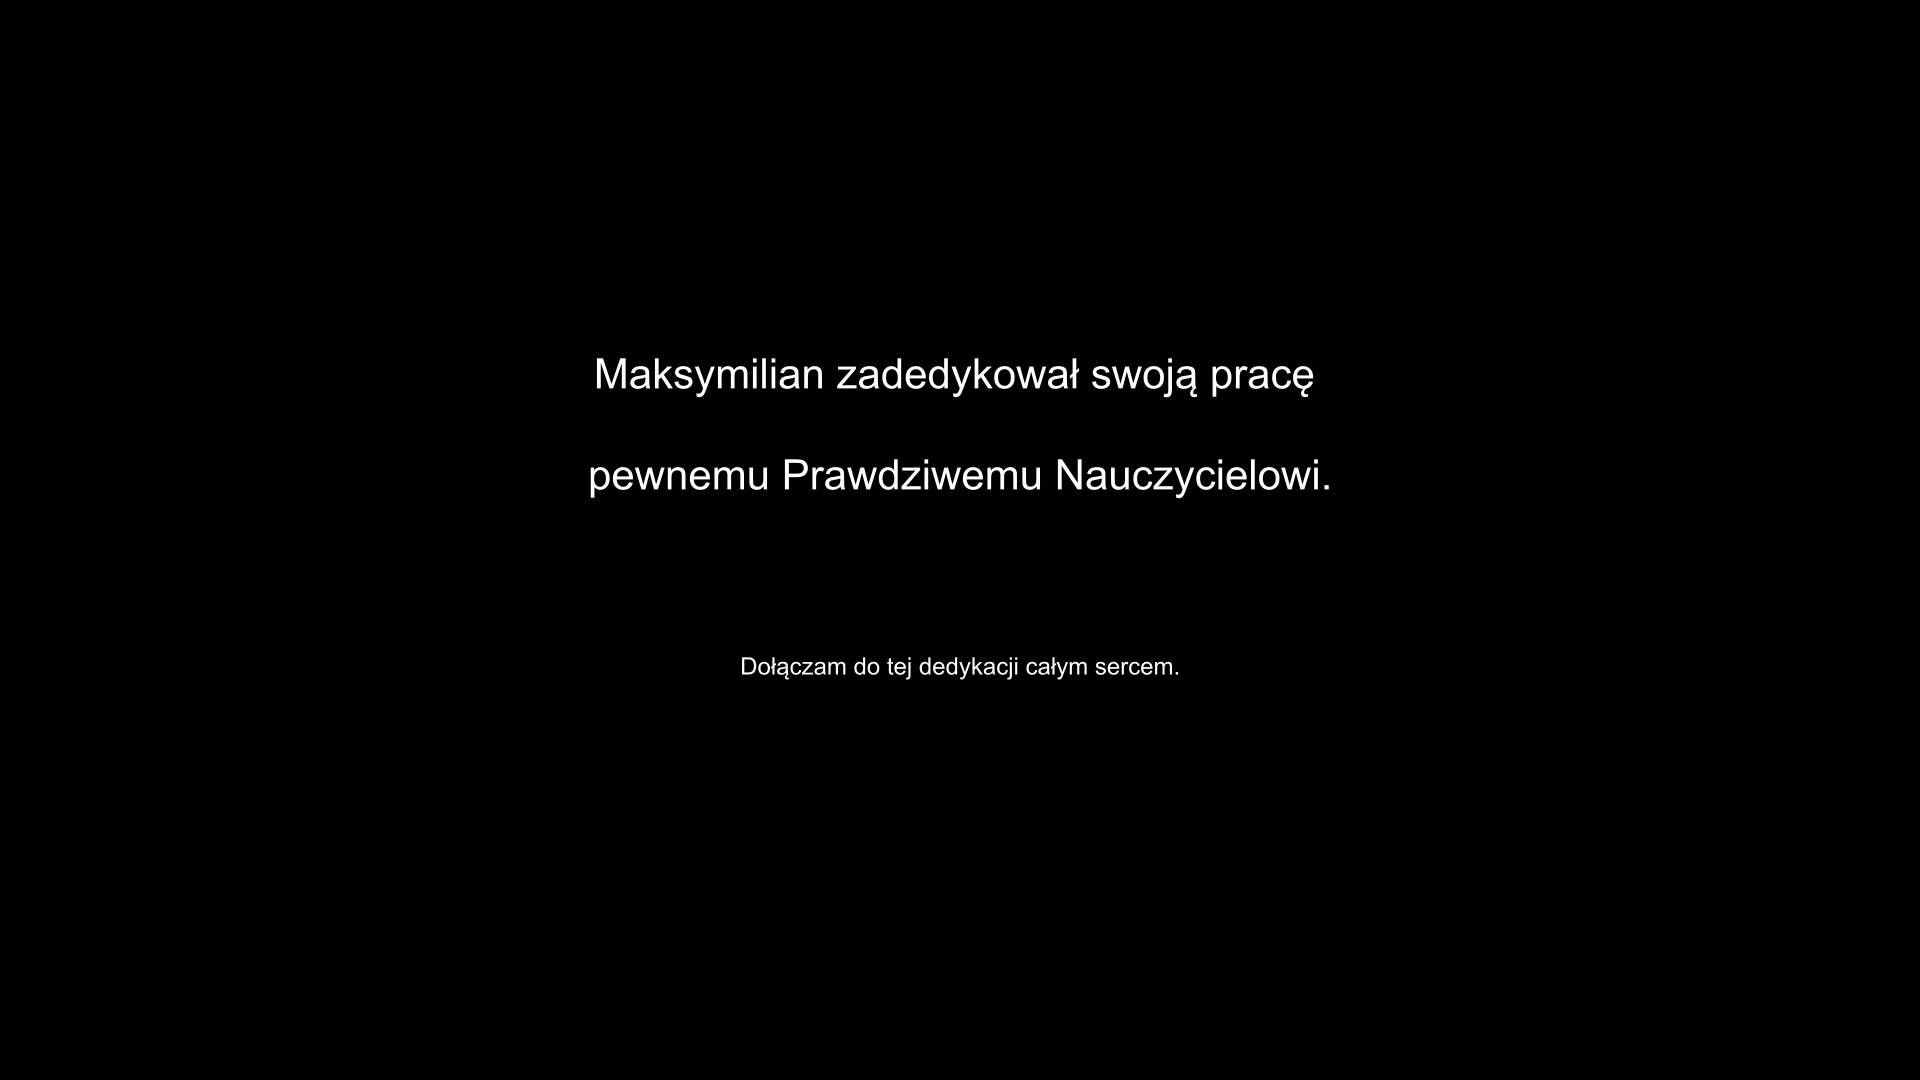 Maksymilian zadedykował swoją pracę
pewnemu Prawdziwemu Nauczycielowi.
Dołączam do tej dedykacji całym sercem.